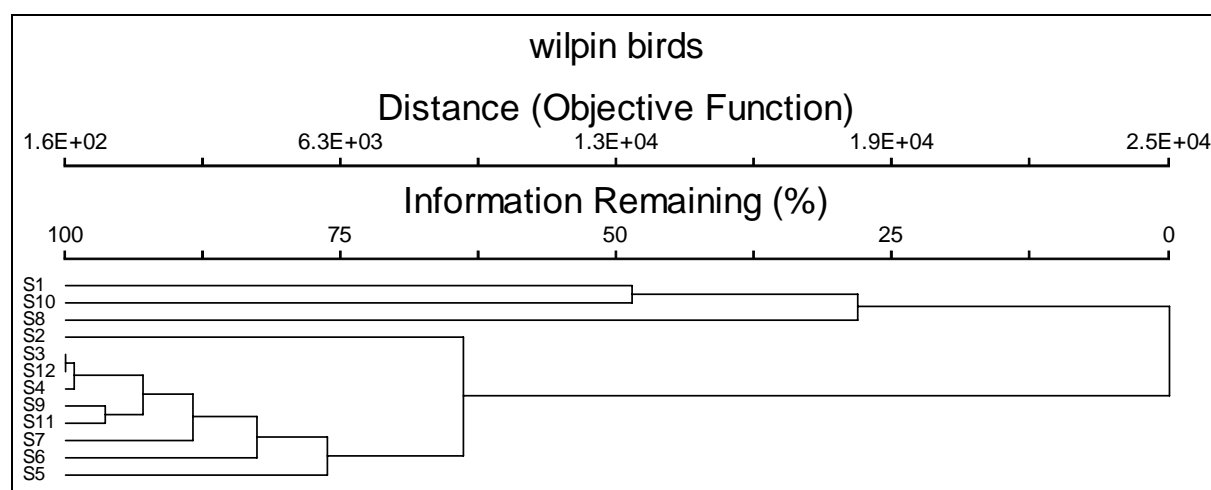 wilpin birds
Distance (Objective Function)
1.6E+02 6.3E+03 1.3E+04 1.9E+04 2.5E+04
Information Remaining (%)
100 75 50 25 0
S1
S10
S8
S2
S3
S12
S4
S9
S11
S7
S6
S5